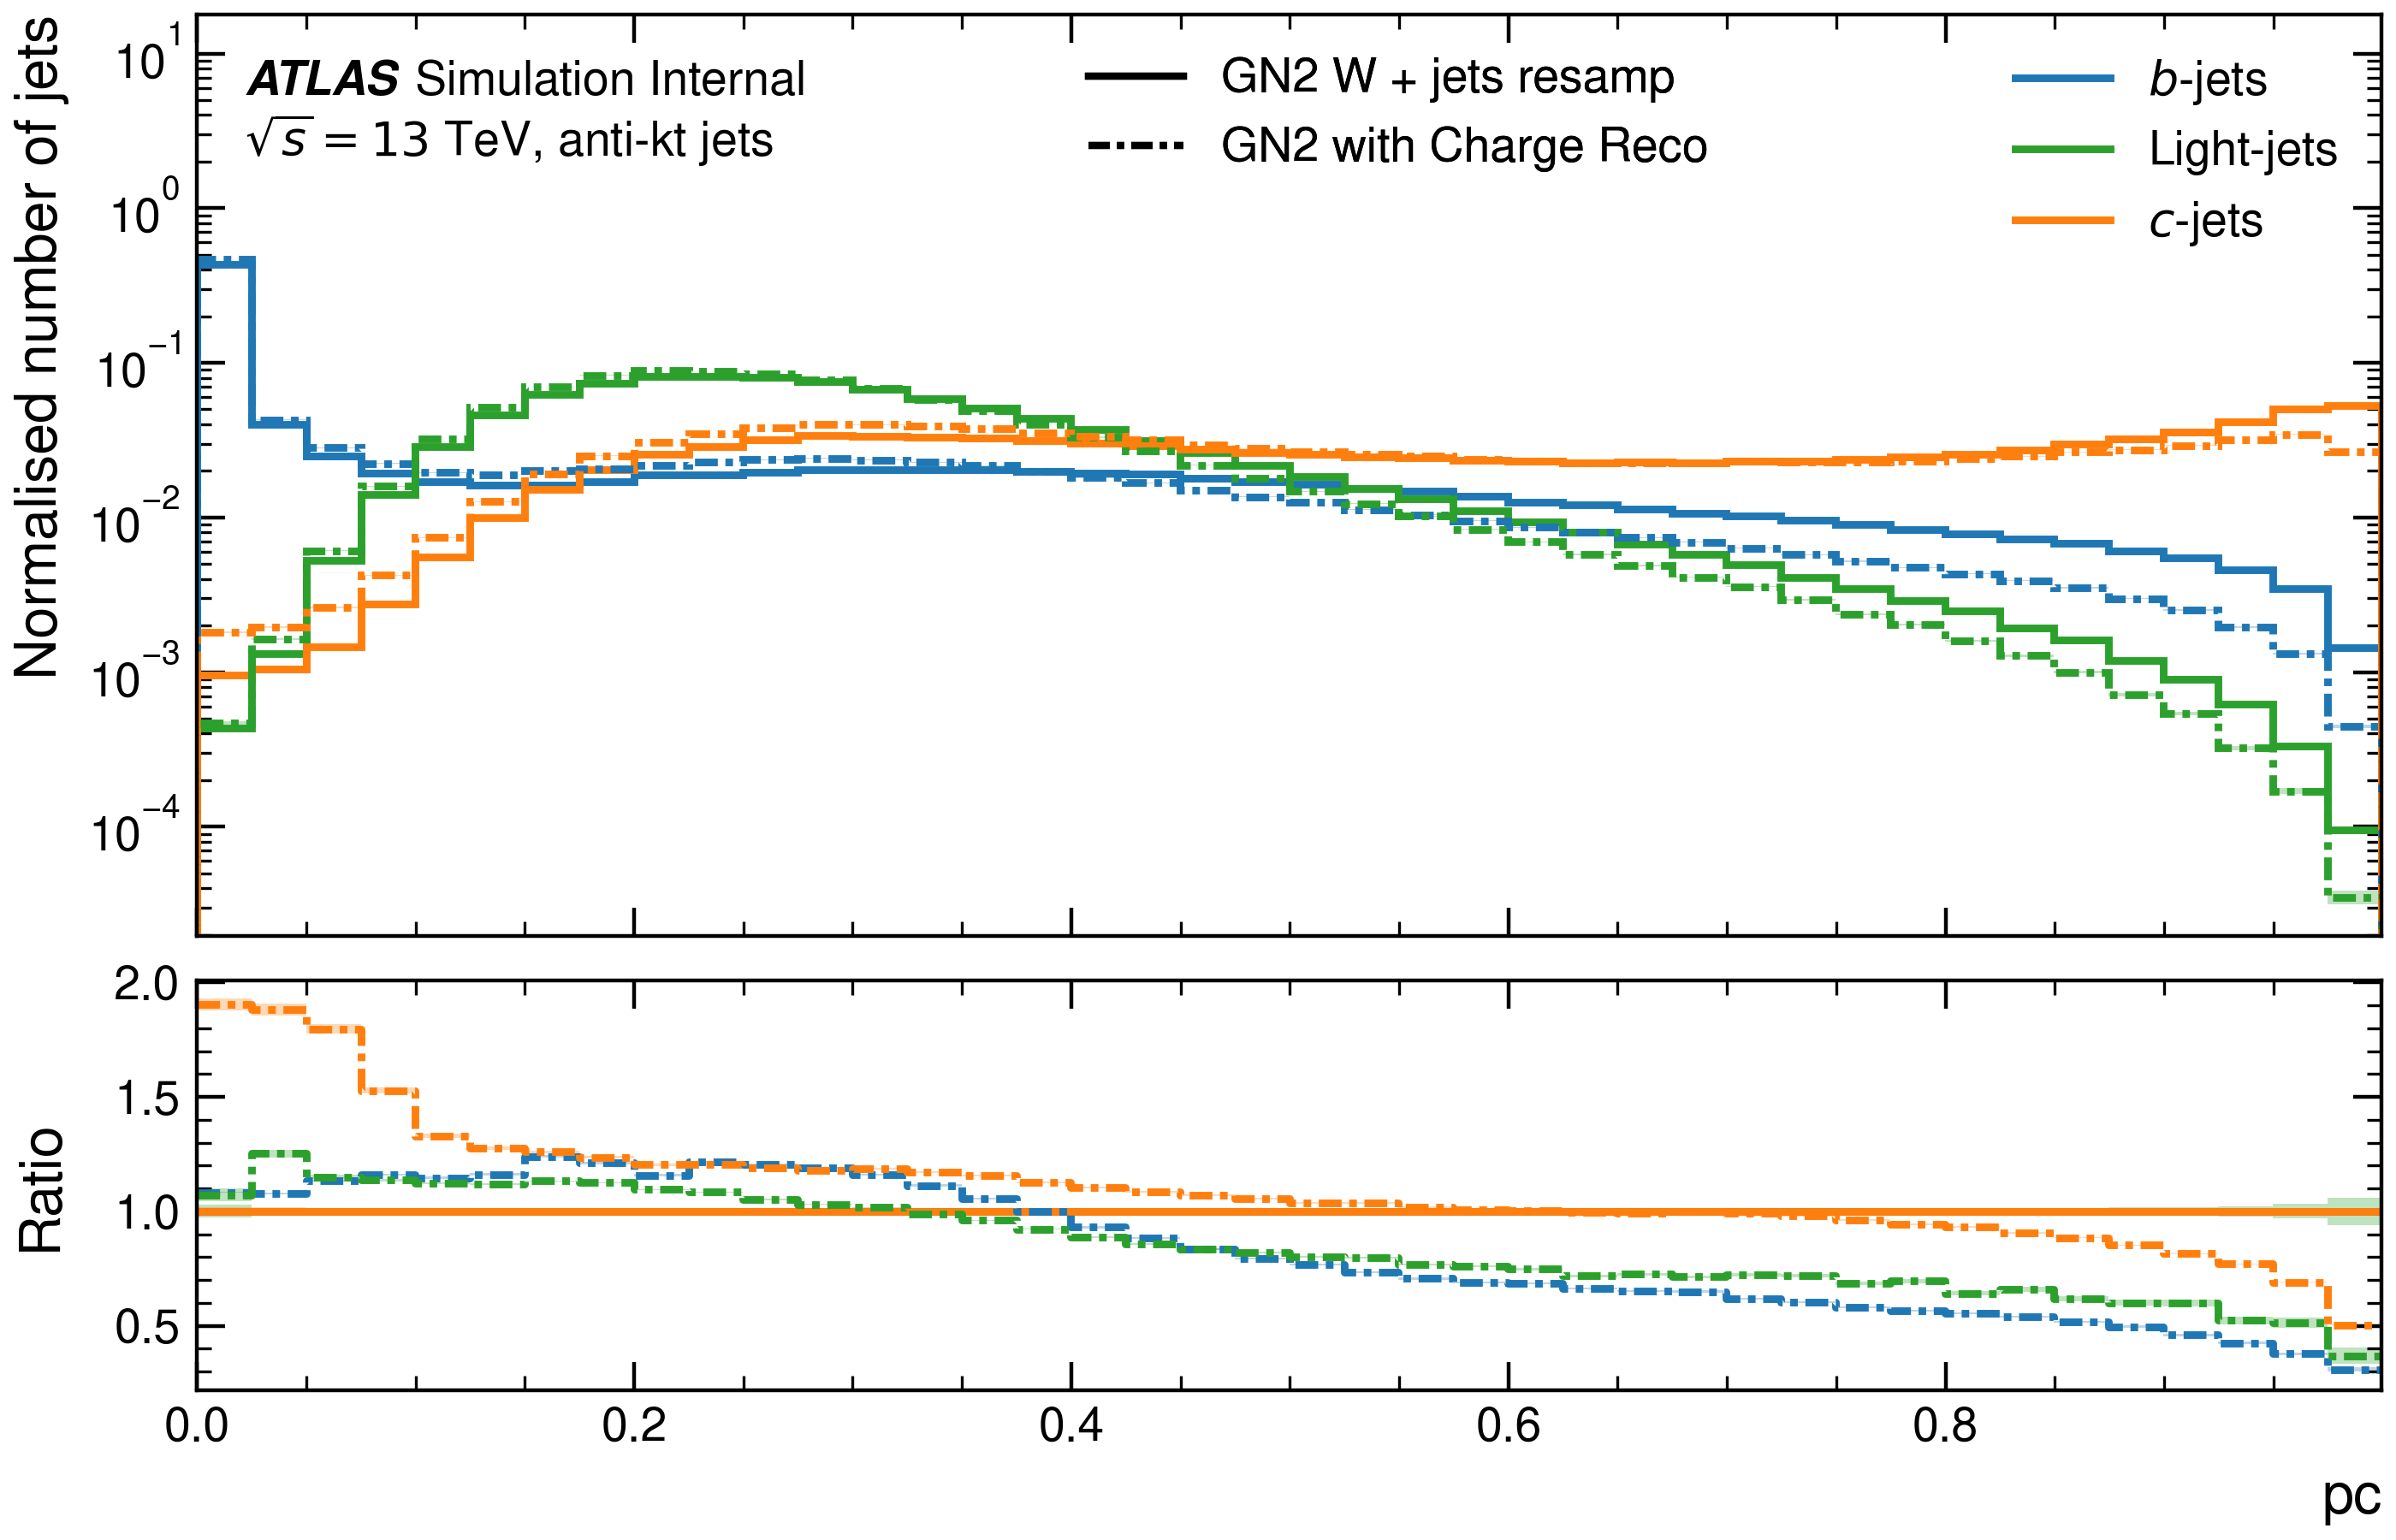 Normalised number of jets
10^1
10^0
10^−1
10^−2
10^−3
10^−4
ATLAS Simulation Internal
√s = 13 TeV, anti-kt jets
GN2 W + jets resamp
GN2 with Charge Reco
b-jets
Light-jets
c-jets
Ratio
2.0
1.5
1.0
0.5
0.0 0.2 0.4 0.6 0.8
pc